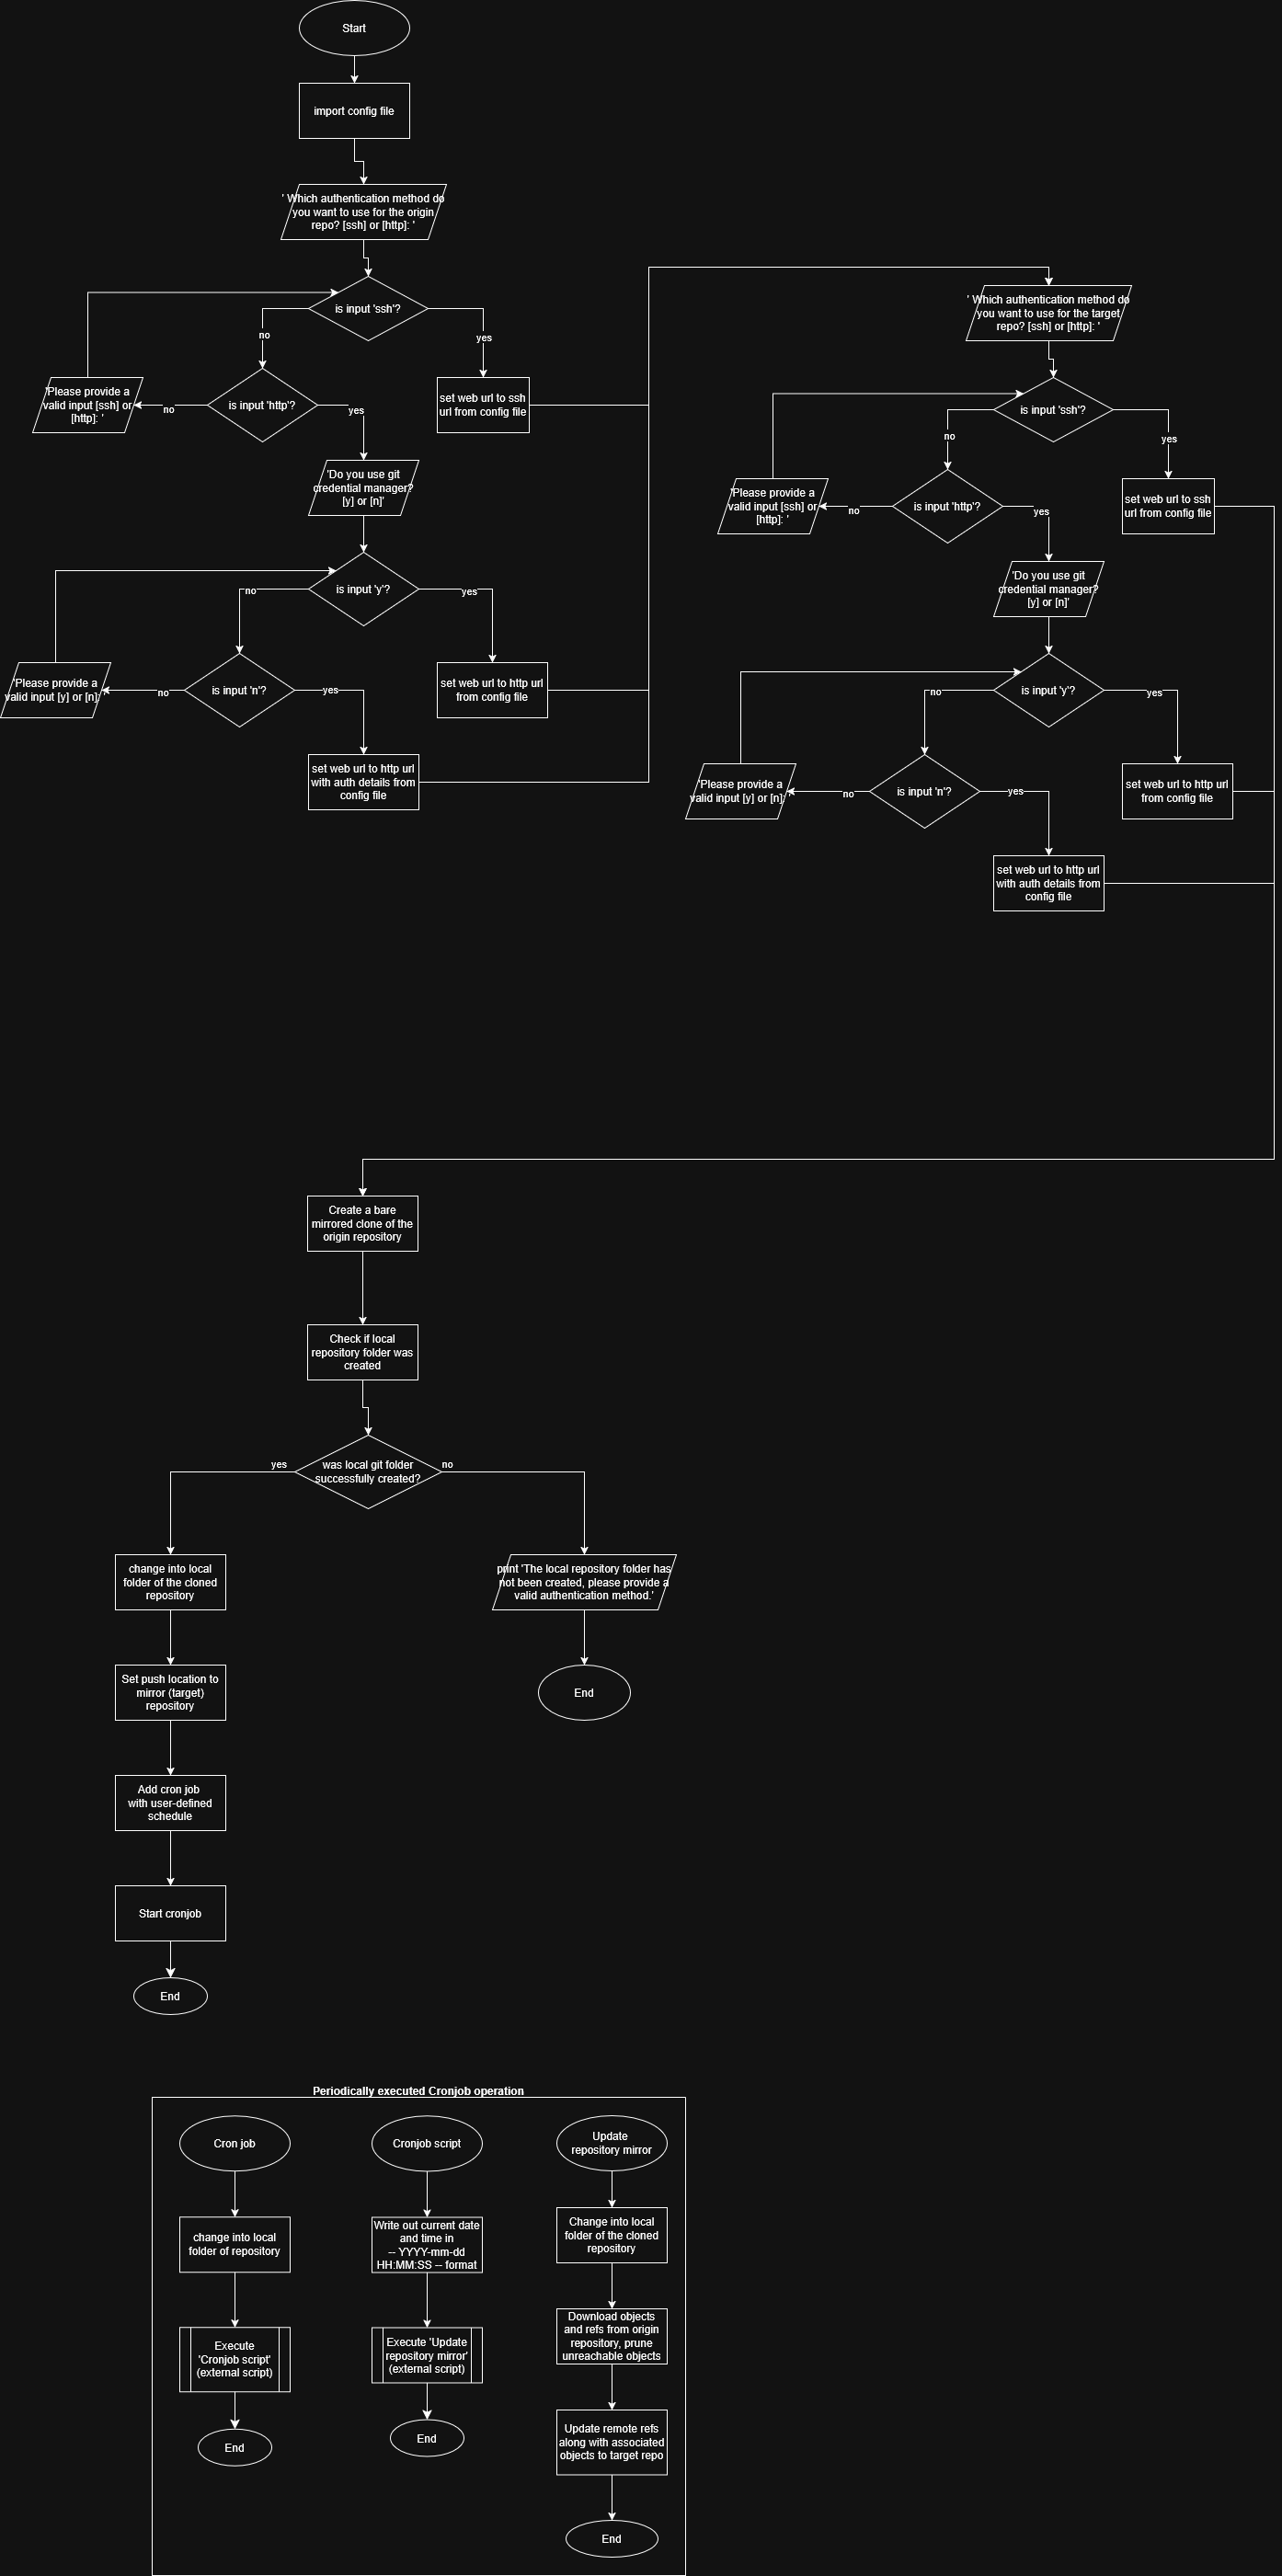 Start
import config file
' Which authentication method do
you want to use for the origin
repo? [ssh] or [http]: '
is input 'ssh'?
no
yes
'Please provide a
valid input [ssh] or
[http]: '
no
is input 'http'?
yes
set web url to ssh
url from config file
'Do you use git
credential manager?
[y] or [n]'
is input 'y'?
no
yes
'Please provide a
valid input [y] or [n]:
no
is input 'n'?
yes
set web url to http url
from config file
set web url to http url
with auth details from
config file
' Which authentication method do
you want to use for the target
repo? [ssh] or [http]: '
is input 'ssh'?
no
yes
'Please provide a
valid input [ssh] or
[http]: '
no
is input 'http'?
yes
set web url to ssh
url from config file
'Do you use git
credential manager?
[y] or [n]'
is input 'y'?
no
yes
'Please provide a
valid input [y] or [n]:
no
is input 'n'?
yes
set web url to http url
from config file
set web url to http url
with auth details from
config file
Create a bare
mirrored clone of the
origin repository
Check if local
repository folder was
created
yes
was local git folder
successfully created?
no
change into local
folder of the cloned
repository
print 'The local repository folder has
not been created, please provide a
valid authentication method.'
Set push location to
mirror (target)
repository
End
Add cron job
with user-defined
schedule
Start cronjob
End
Periodically executed Cronjob operation
Cron job
change into local
folder of repository
Execute
'Cronjob script'
(external script)
End
Cronjob script
Write out current date
and time in
-- YYYY-mm-dd
HH:MM:SS -- format
Execute 'Update
repository mirror'
(external script)
End
Update
repository mirror
Change into local
folder of the cloned
repository
Download objects
and refs from origin
repository, prune
unreachable objects
Update remote refs
along with associated
objects to target repo
End